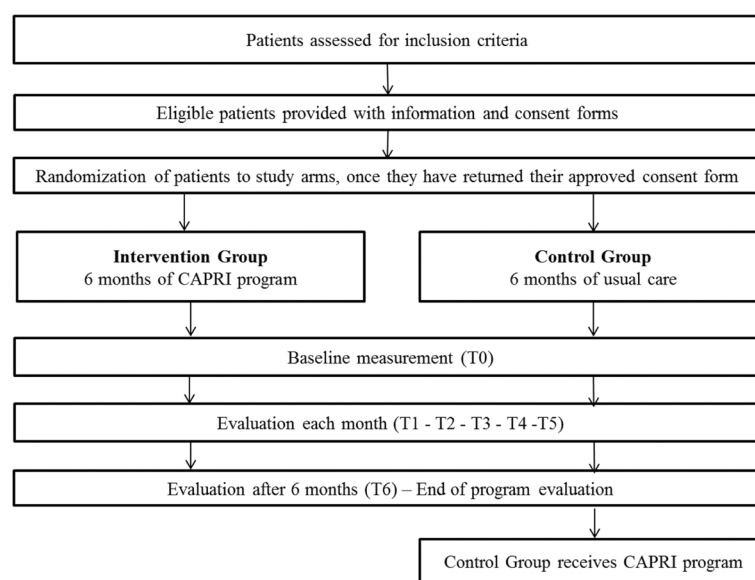 Patients assessed for inclusion criteria
Eligible patients provided with information and consent forms
Randomization of patients to study arms, once they have returned their approved consent form
Intervention Group
6 months of CAPRI program
Control Group
6 months of usual care
Baseline measurement (T0)
Evaluation each month (T1 - T2 - T3 - T4 -T5)
Evaluation after 6 months (T6) – End of program evaluation
Control Group receives CAPRI program